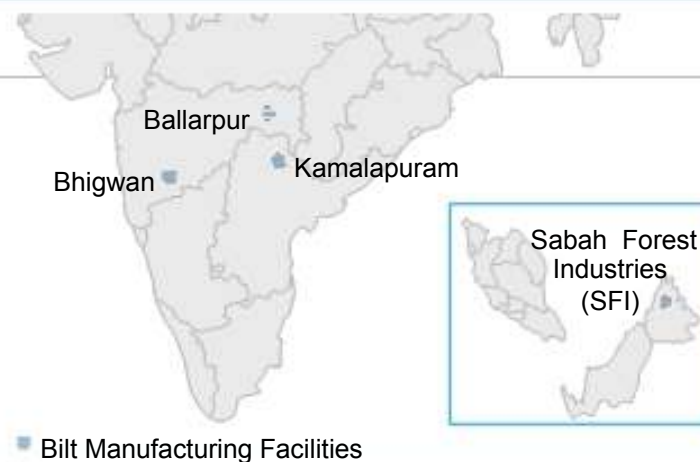 Ballarpur
Kamalapuram
Bhigwan
Sabah Forest
Industries
(SFI)
Bilt Manufacturing Facilities